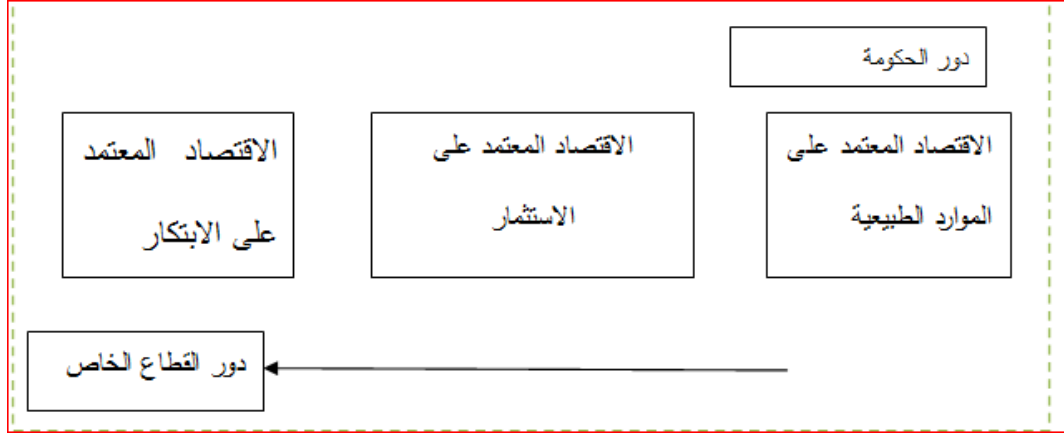 دور الحكومة
الاقتصاد المعتمد على
الموارد الطبيعية
الاقتصاد المعتمد على
الاستثمار
الاقتصاد المعتمد
على الابتكار
دور القطاع الخاص